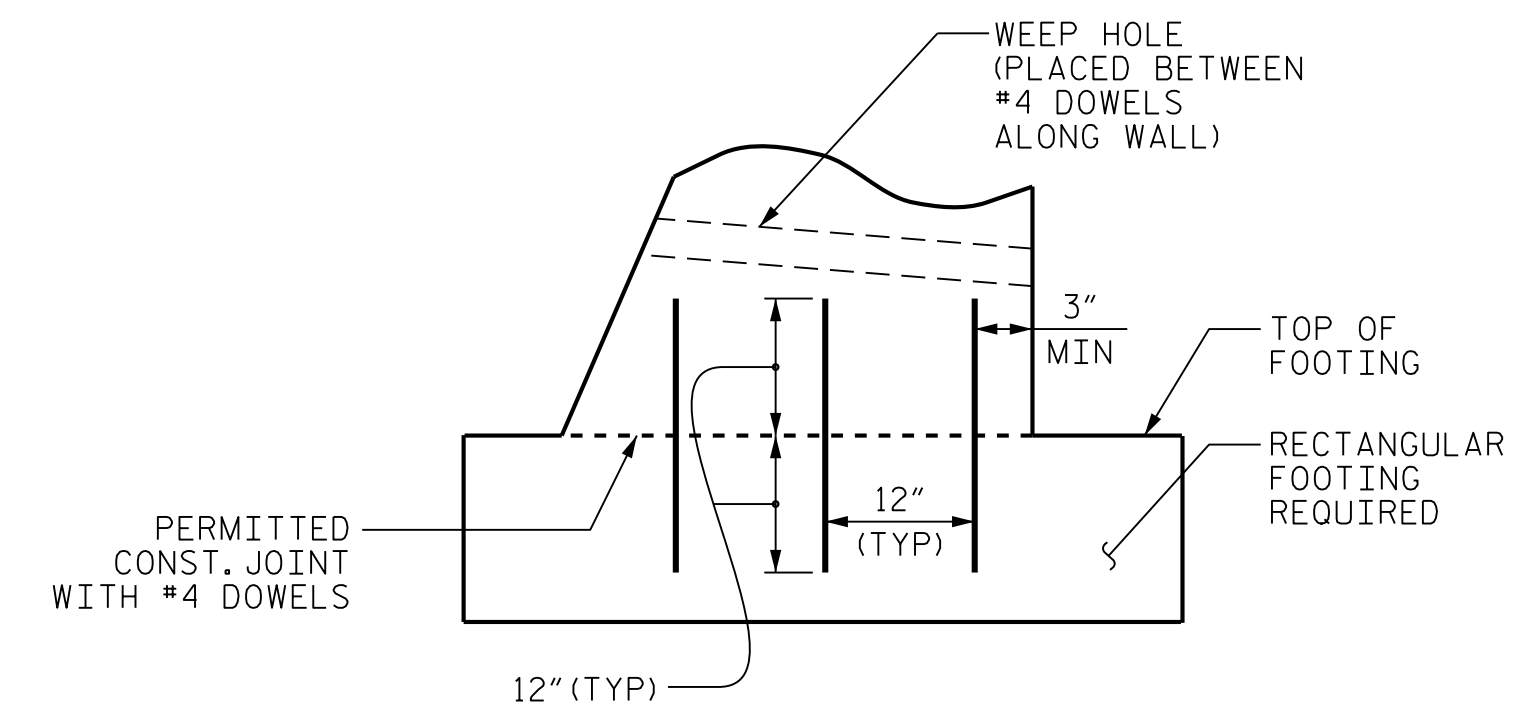 WEEP HOLE
(PLACED BETWEEN
#4 DOWELS
ALONG WALL)
3"
MIN
TOP OF
FOOTING
RECTANGULAR
FOOTING
REQUIRED
12"
(TYP)
PERMITTED
CONST. JOINT
WITH #4 DOWELS
12"(TYP)